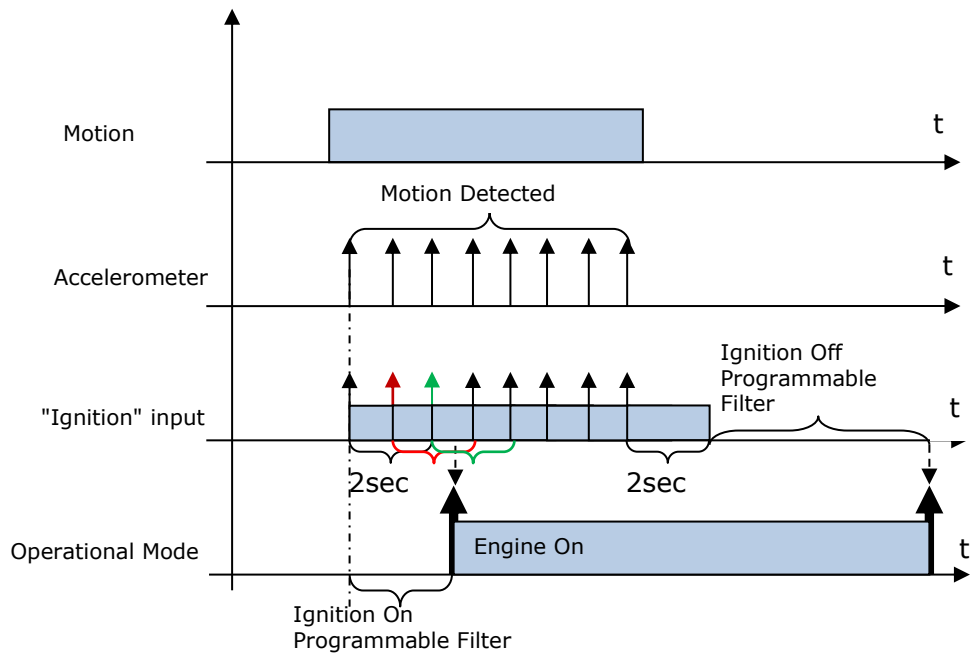 t
Motion
Motion Detected
t
Accelerometer
Ignition Off
Programmable
Filter
t
"Ignition" input
2sec
2sec
t
Operational Mode
Engine On
Ignition On
Programmable Filter